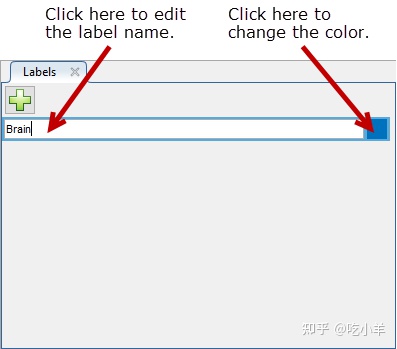 Click here to edit
the label name.
Click here to
change the color.
Labels
Brain
知乎 @吃小羊